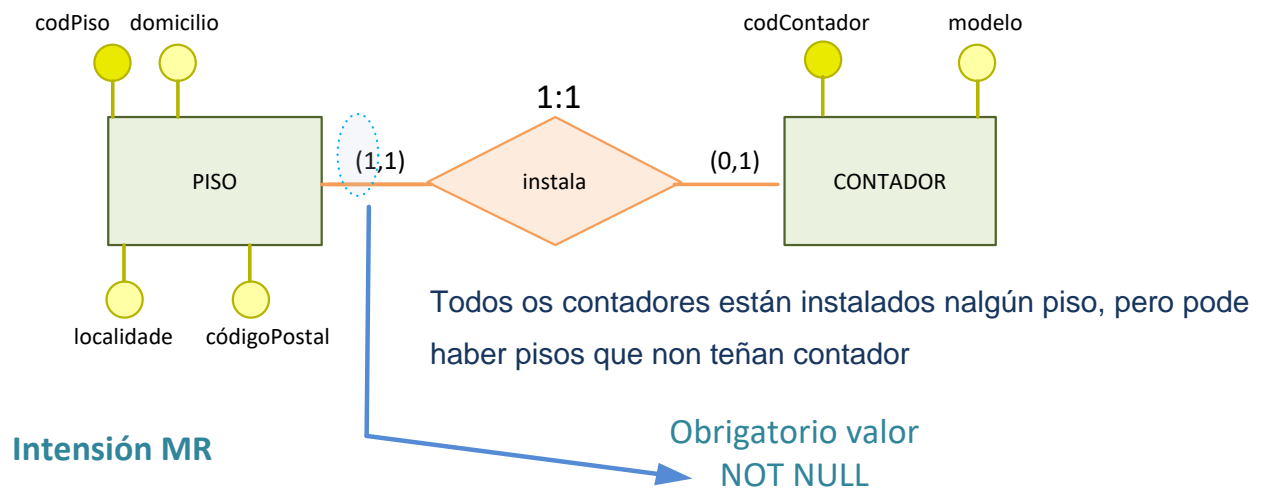 codPiso domicilio codContador modelo
1:1
PISO (1,1) instala (0,1) CONTADOR
localidade códigoPostal
Todos os contadores están instalados nalgún piso, pero pode
haber pisos que non teñan contador
Intensión MR
Obrigatorio valor
NOT NULL